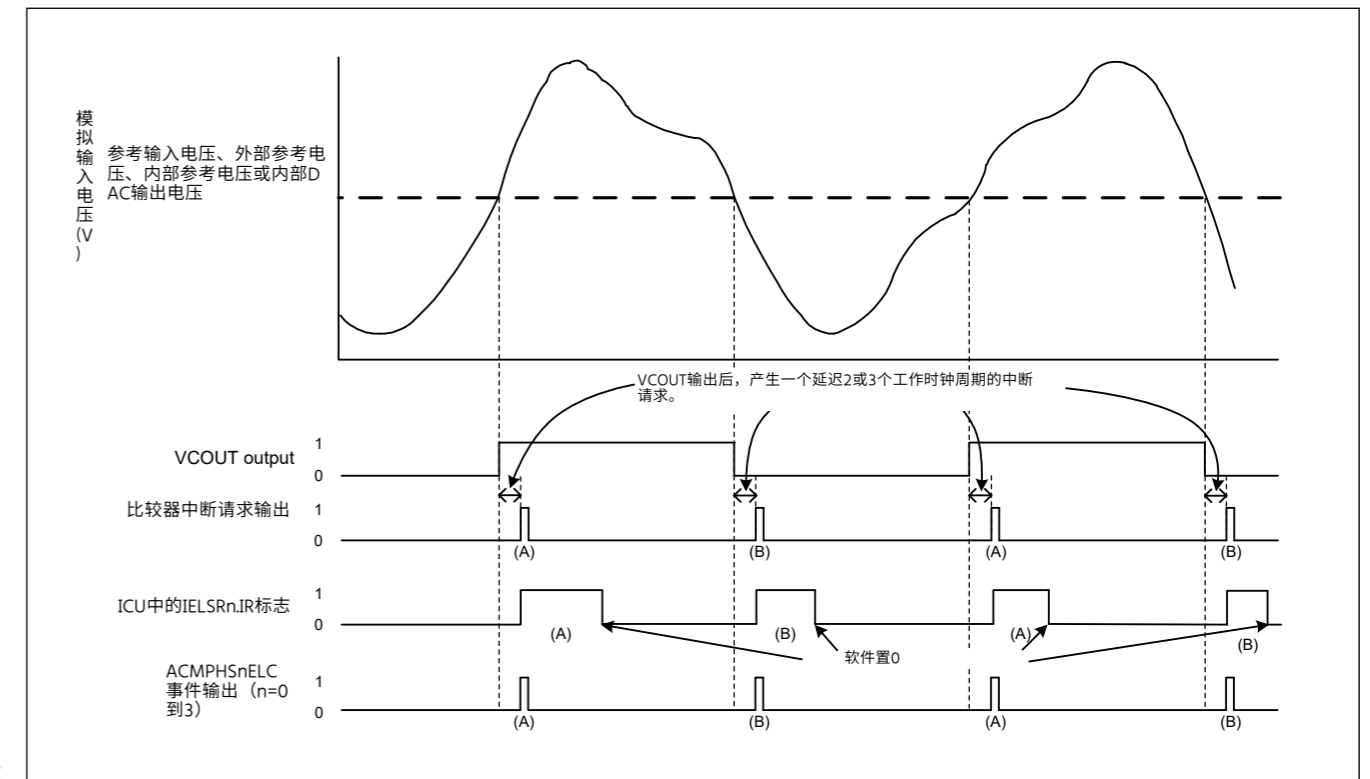 模拟输入电压(V)
参考输入电压、外部参考电
压、内部参考电压或内部D
AC输出电压
VCOUT输出后，产生一个延迟2或3个工作时钟周期的中断
请求。
VCOUT output
1
0
比较器中断请求输出
1
0
(A)
(B)
(A)
(B)
ICU中的IELSRn.IR标志
1
0
(A)
(B)
(A)
(B)
软件置0
ACMPHSnELC
事件输出（n=0
到3）
1
0
(A)
(B)
(A)
(B)